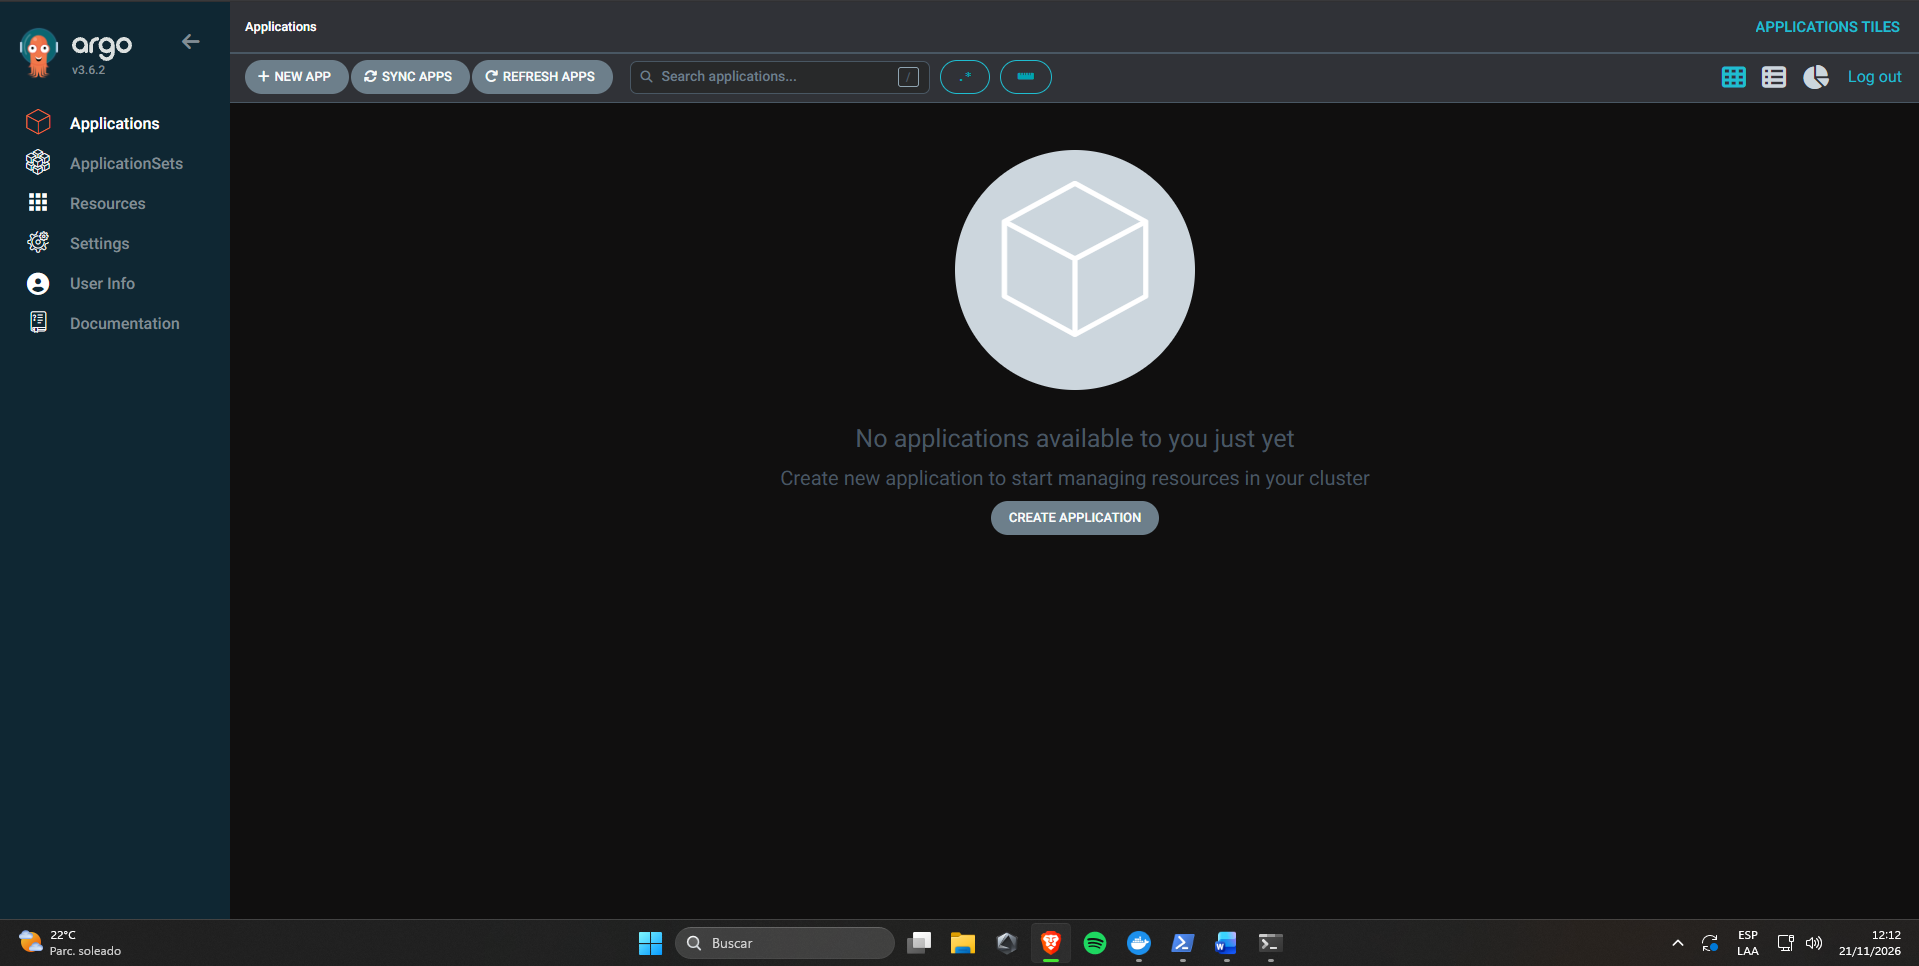 argo
v3.6.2
Applications
ApplicationSets
Resources
Settings
User Info
Documentation
Applications
APPLICATIONS TILES
NEW APP
SYNC APPS
REFRESH APPS
Search applications...
/
.*
Log out
No applications available to you just yet
Create new application to start managing resources in your cluster
CREATE APPLICATION
22°C
Parc. soleado
Buscar
ESP
LAA
12:12
21/11/2026